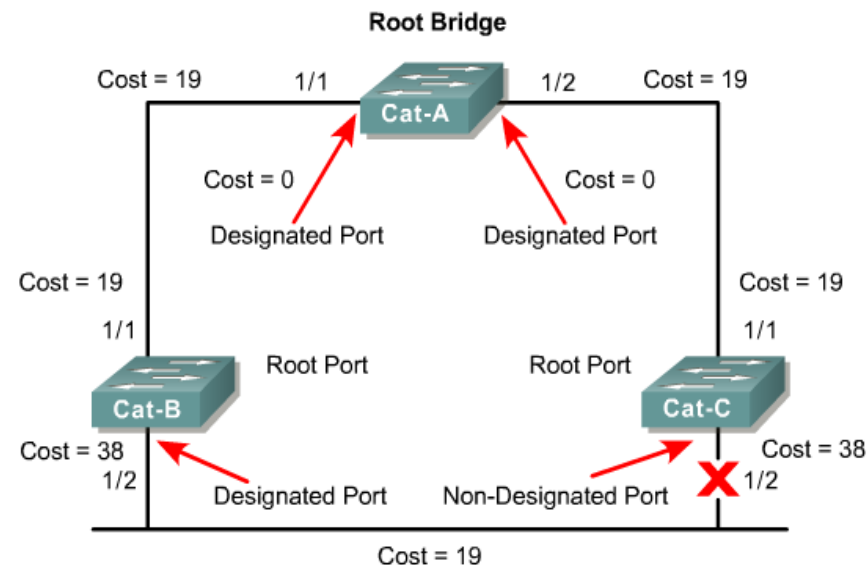 Root Bridge
Cost = 19
1/1
1/2
Cost = 19
Cat-A
Cost = 0
Cost = 0
Designated Port
Designated Port
Cost = 19
Cost = 19
1/1
1/1
Root Port
Root Port
Cat-B
Cat-C
Cost = 38
Cost = 38
1/2
Designated Port
Non-Designated Port
1/2
Cost = 19